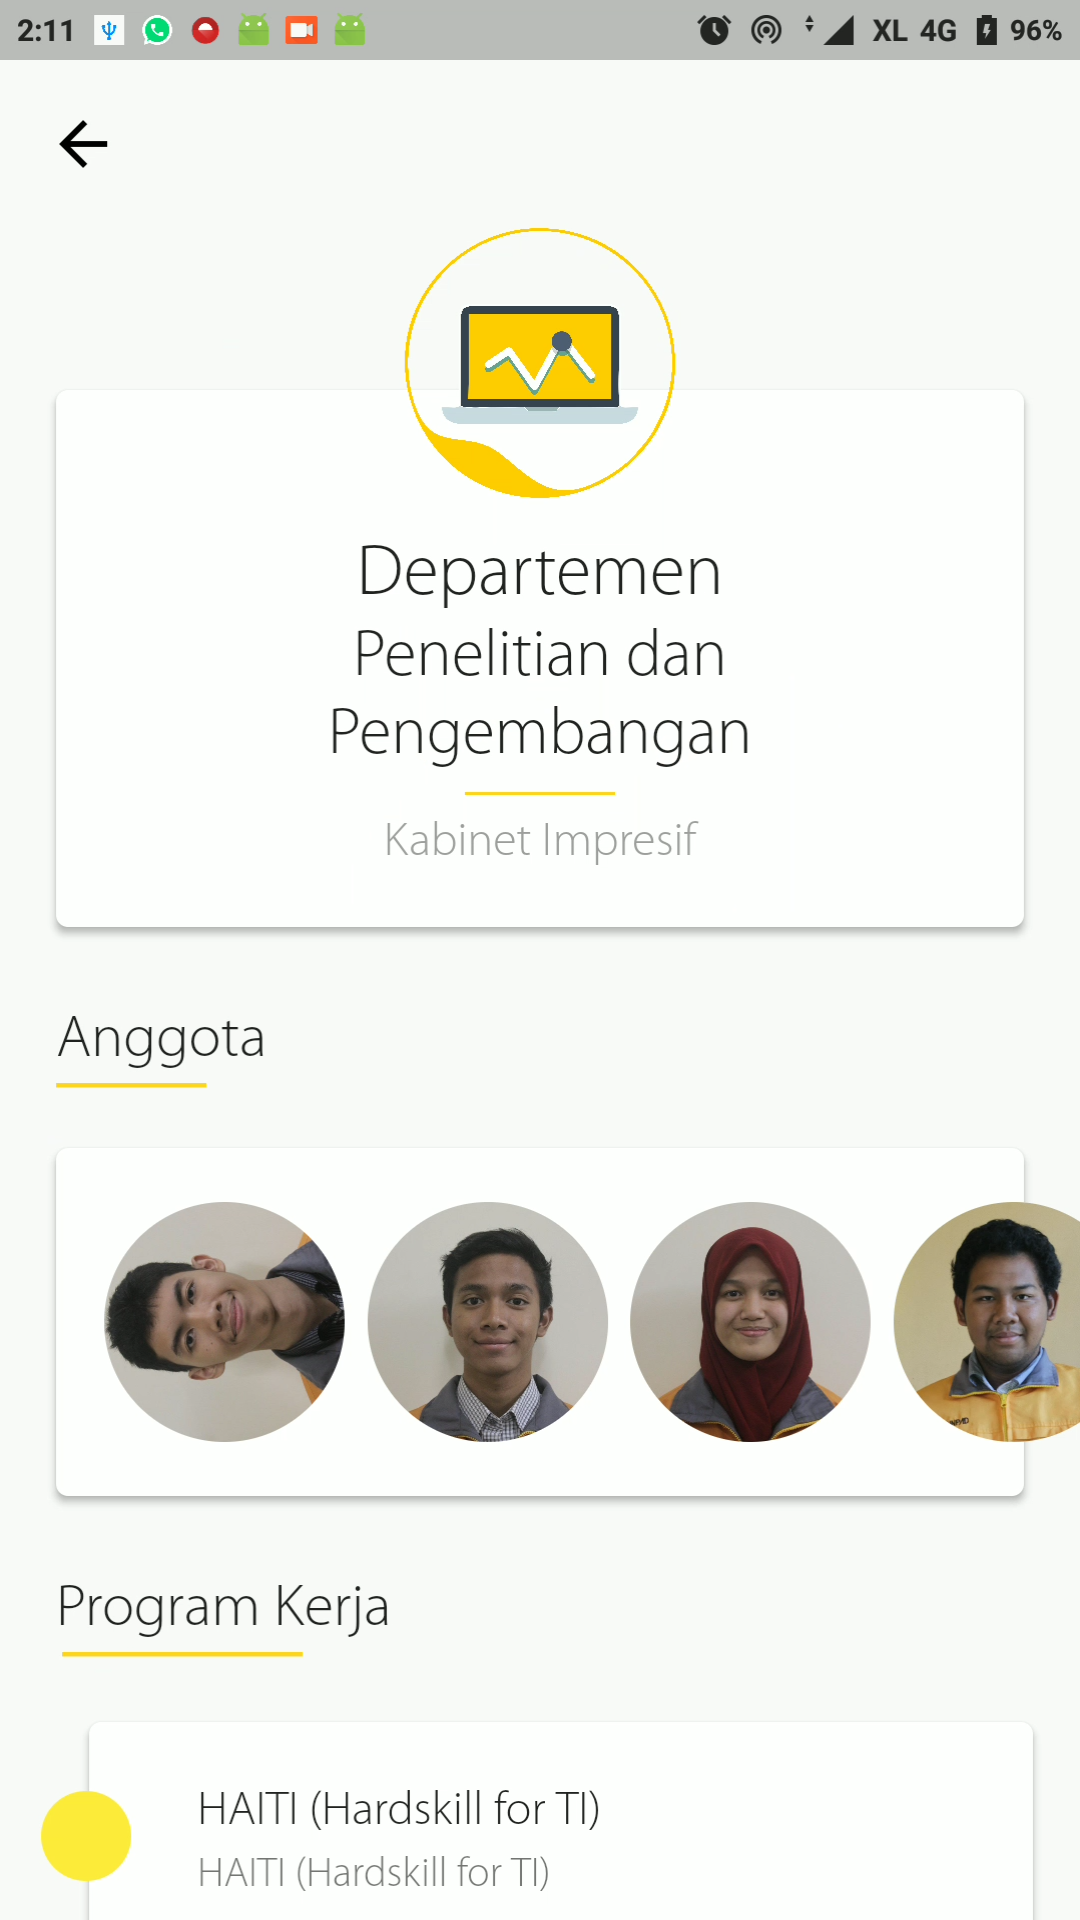 2:11 XL 4G 96%
Departemen
Penelitian dan
Pengembangan
Kabinet Impresif
Anggota
Program Kerja
HAITI (Hardskill for TI)
HAITI (Hardskill for TI)